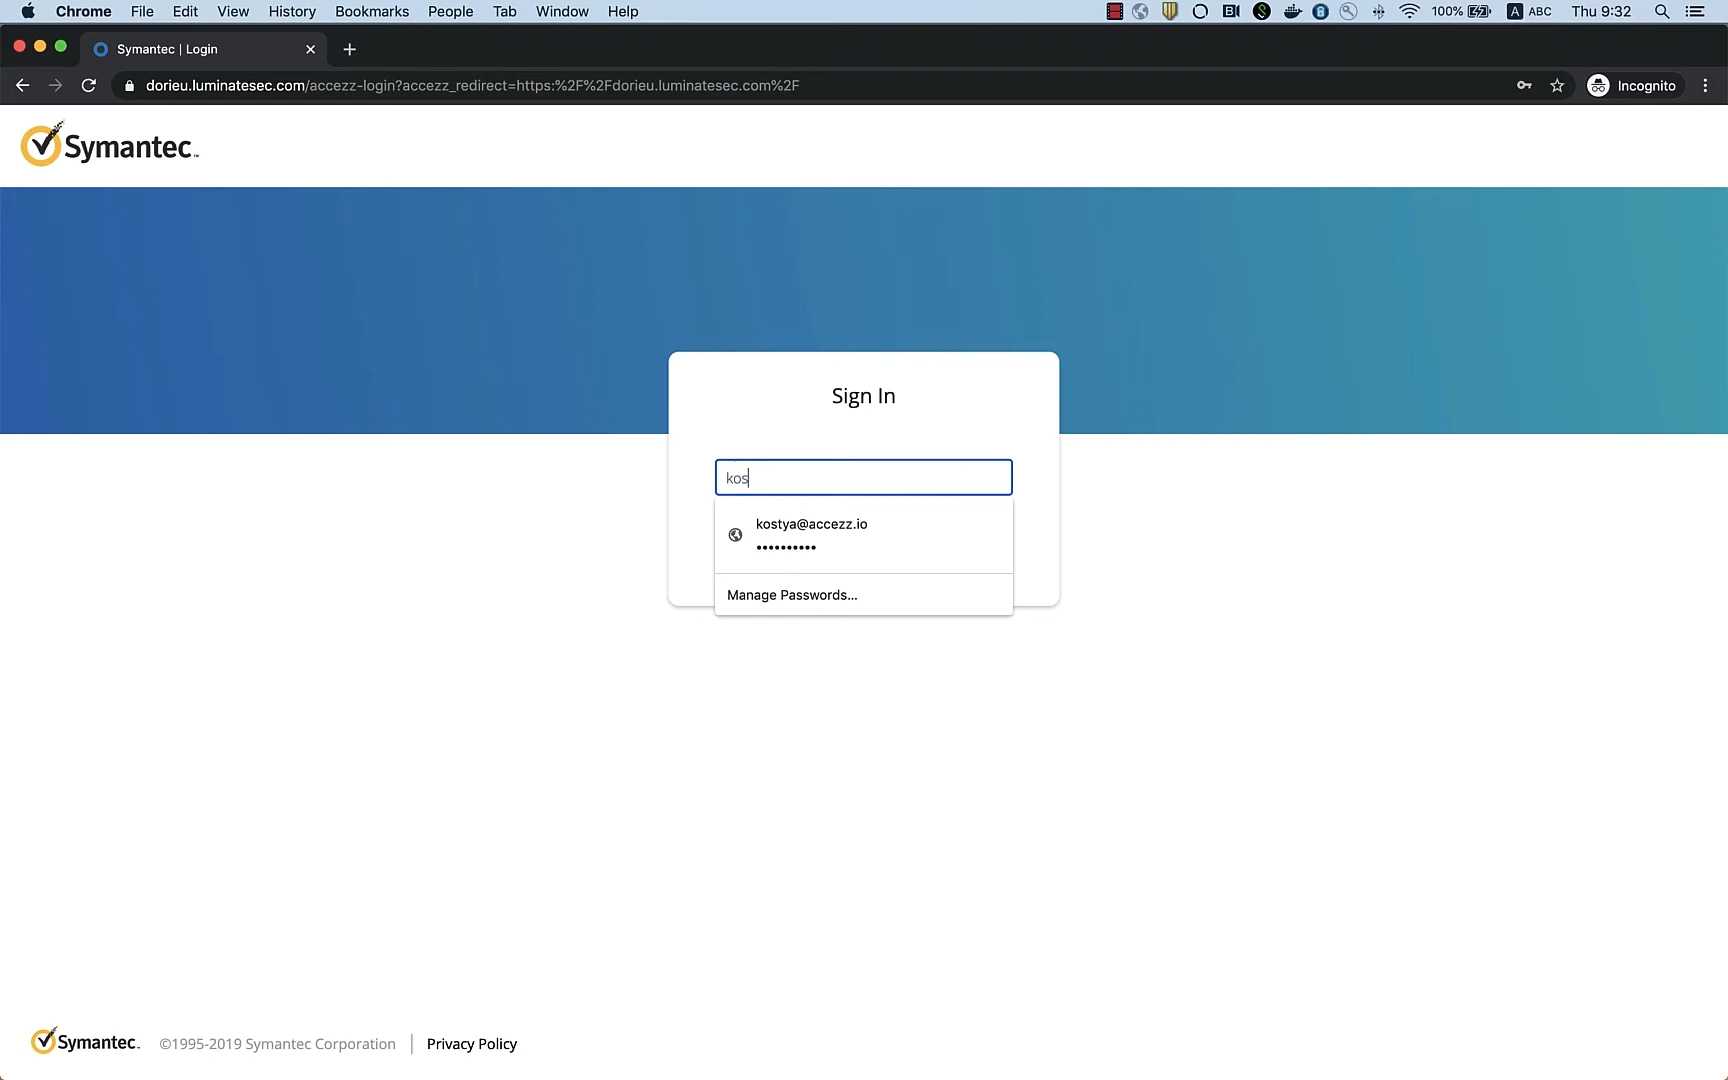 Chrome File Edit View History Bookmarks People Tab Window Help 100% A ABC Thu 9:32
Symantec | Login
dorieu.luminatesec.com/accezz-login?accezz_redirect=https:%2F%2Fdorieu.luminatesec.com%2F Incognito
Symantec™
Sign In
kos
kostya@accezz.io
••••••••••
Manage Passwords...
Symantec. ©1995-2019 Symantec Corporation | Privacy Policy